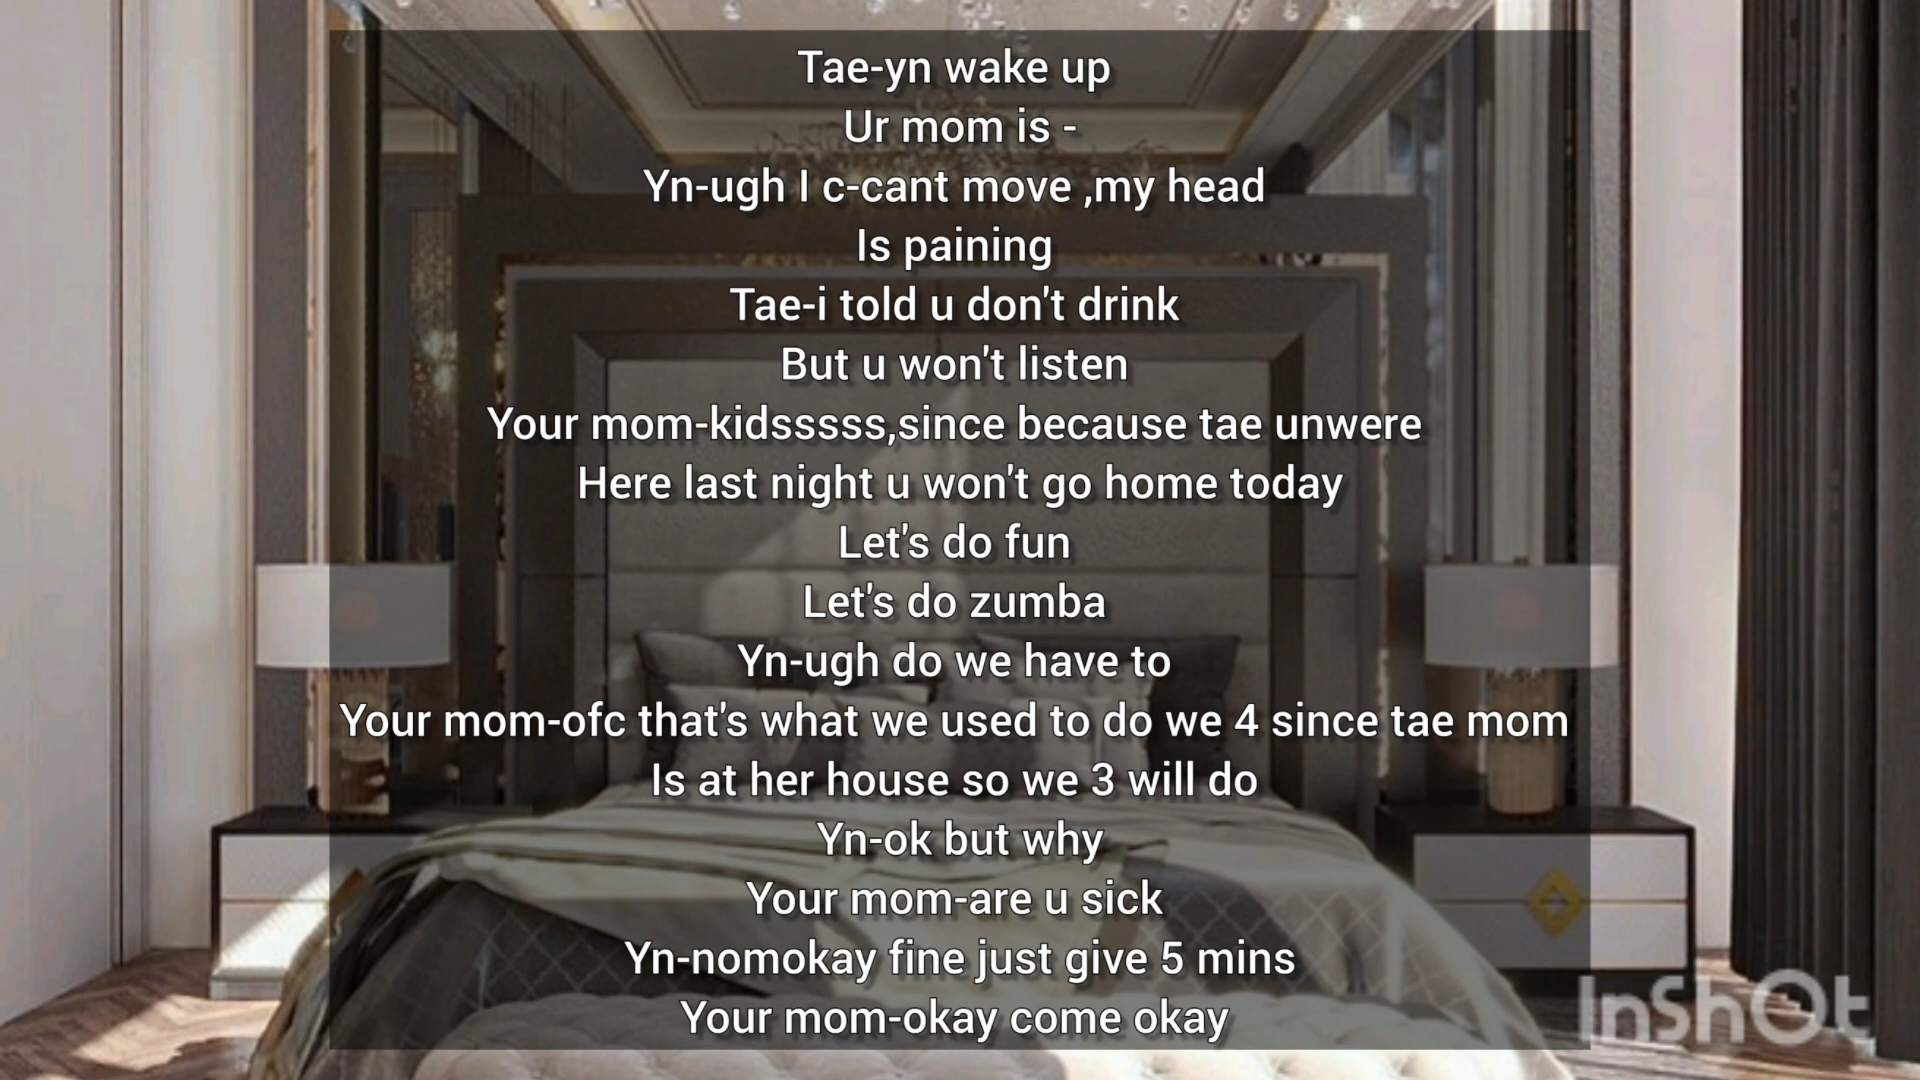 Tae-yn wake up
Ur mom is -
Yn-ugh I c-cant move ,my head
Is paining
Tae-i told u don't drink
But u won't listen
Your mom-kidsssss,since because tae unwere
Here last night u won't go home today
Let's do fun
Let's do zumba
Yn-ugh do we have to
Your mom-ofc that's what we used to do we 4 since tae mom
Is at her house so we 3 will do
Yn-ok but why
Your mom-are u sick
Yn-nomokay fine just give 5 mins
Your mom-okay come okay
InShOt